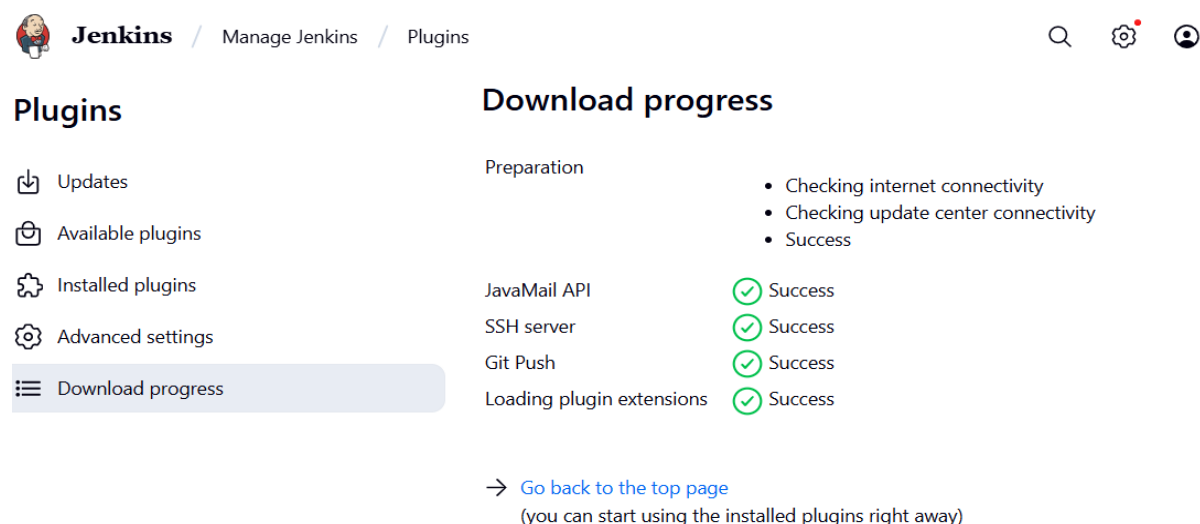 Jenkins / Manage Jenkins / Plugins
Plugins
Updates
Available plugins
Installed plugins
Advanced settings
Download progress
Download progress
Preparation
• Checking internet connectivity
• Checking update center connectivity
• Success
JavaMail API Success
SSH server Success
Git Push Success
Loading plugin extensions Success
→ Go back to the top page
(you can start using the installed plugins right away)